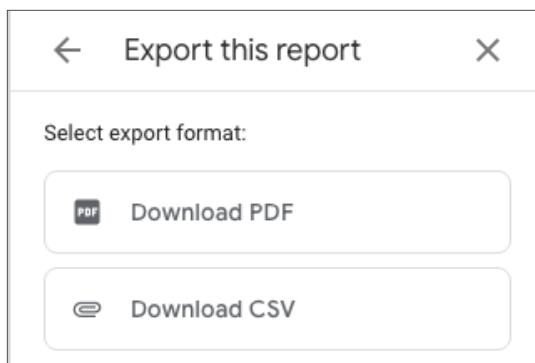 Export this report
Select export format:
PDF Download PDF
Download CSV